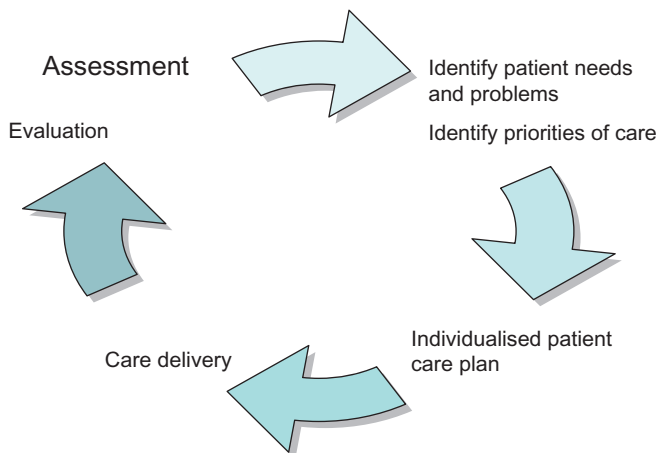 Assessment
Identify patient needs
and problems
Identify priorities of care
Individualised patient
care plan
Care delivery
Evaluation